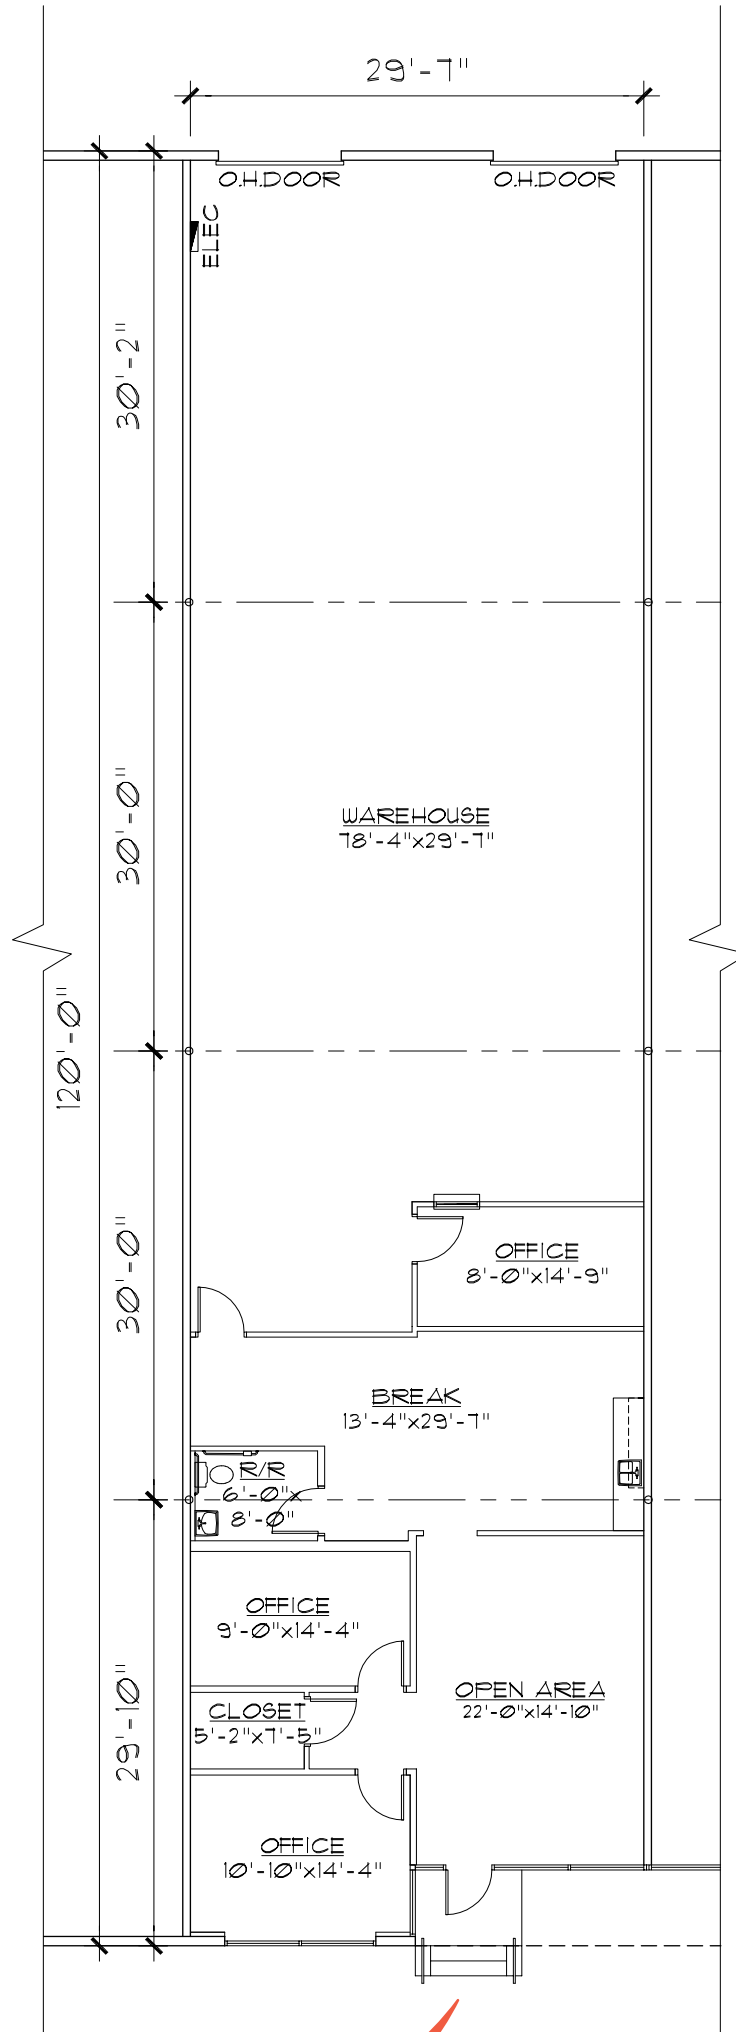 29'-7"
O.H.DOOR
O.H.DOOR
ELEC
30'-2"
WAREHOUSE
78'-4"x29'-7"
30'-0"
120'-0"
OFFICE
8'-0"x14'-9"
30'-0"
BREAK
13'-4"x29'-7"
R/R
6'-0"x
8'-0"
OFFICE
9'-0"x14'-4"
OPEN AREA
22'-0"x14'-10"
CLOSET
5'-2"x7'-5"
29'-10"
OFFICE
10'-10"x14'-4"